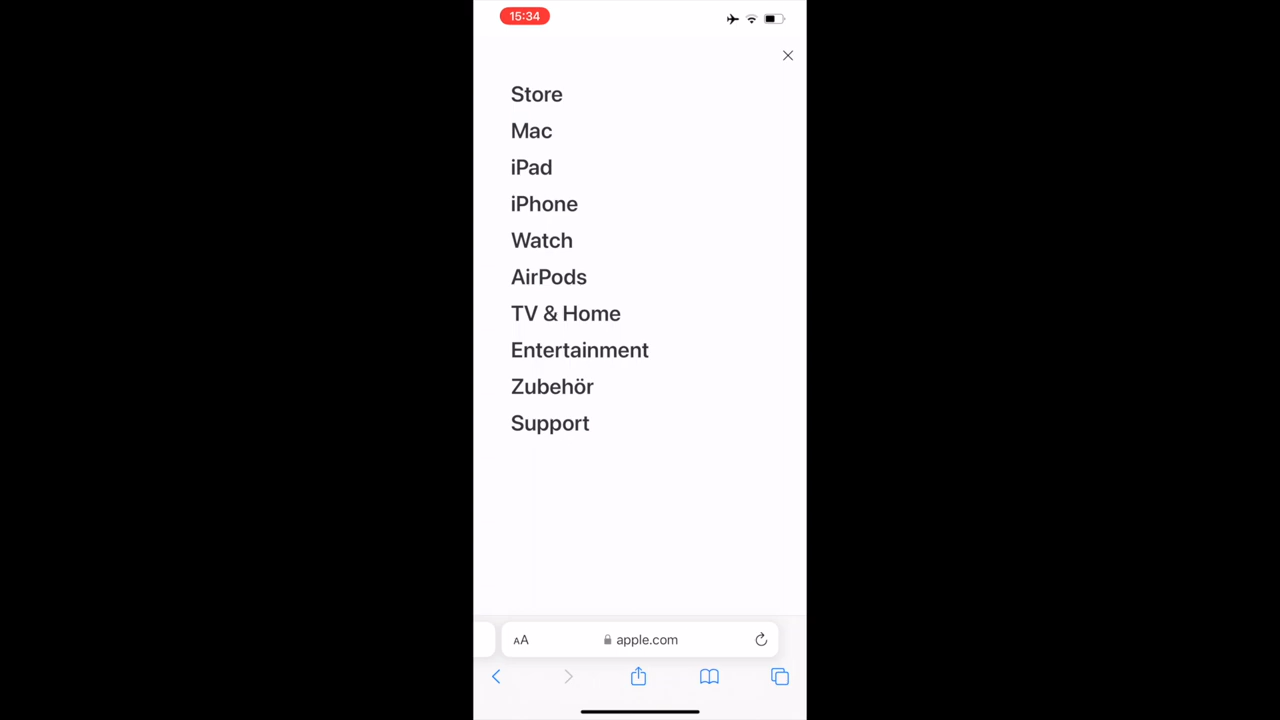 15:34
Store
Mac
iPad
iPhone
Watch
AirPods
TV & Home
Entertainment
Zubehör
Support
AA apple.com